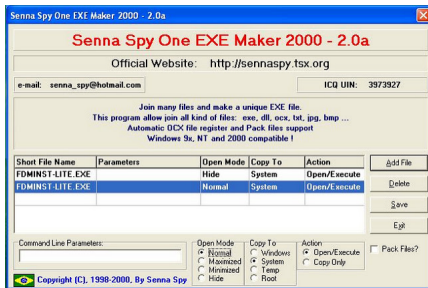 Senna Spy One EXE Maker 2000 - 2.0a
Senna Spy One EXE Maker 2000 - 2.0a
Official Website: http://sennaspy.tsx.org
e-mail: senna_spy@hotmail.com ICQ UIN: 3973927
Join many files and make a unique EXE file.
This program allow join all kind of files: exe, dll, ocx, txt, jpg, bmp ...
Automatic OCX file register and Pack files support
Windows 9x, NT and 2000 compatible !
Short File Name Parameters Open Mode Copy To Action
FDMINST-LITE.EXE Hide System Open/Execute
FDMINST-LITE.EXE Normal System Open/Execute
Add File
Delete
Save
Exit
Command Line Parameters: Open Mode Copy To Action
Normal Windows Open/Execute Pack Files?
Maximized System Copy Only
Minimized Temp
Hide Root
Copyright (C), 1998-2000, By Senna Spy